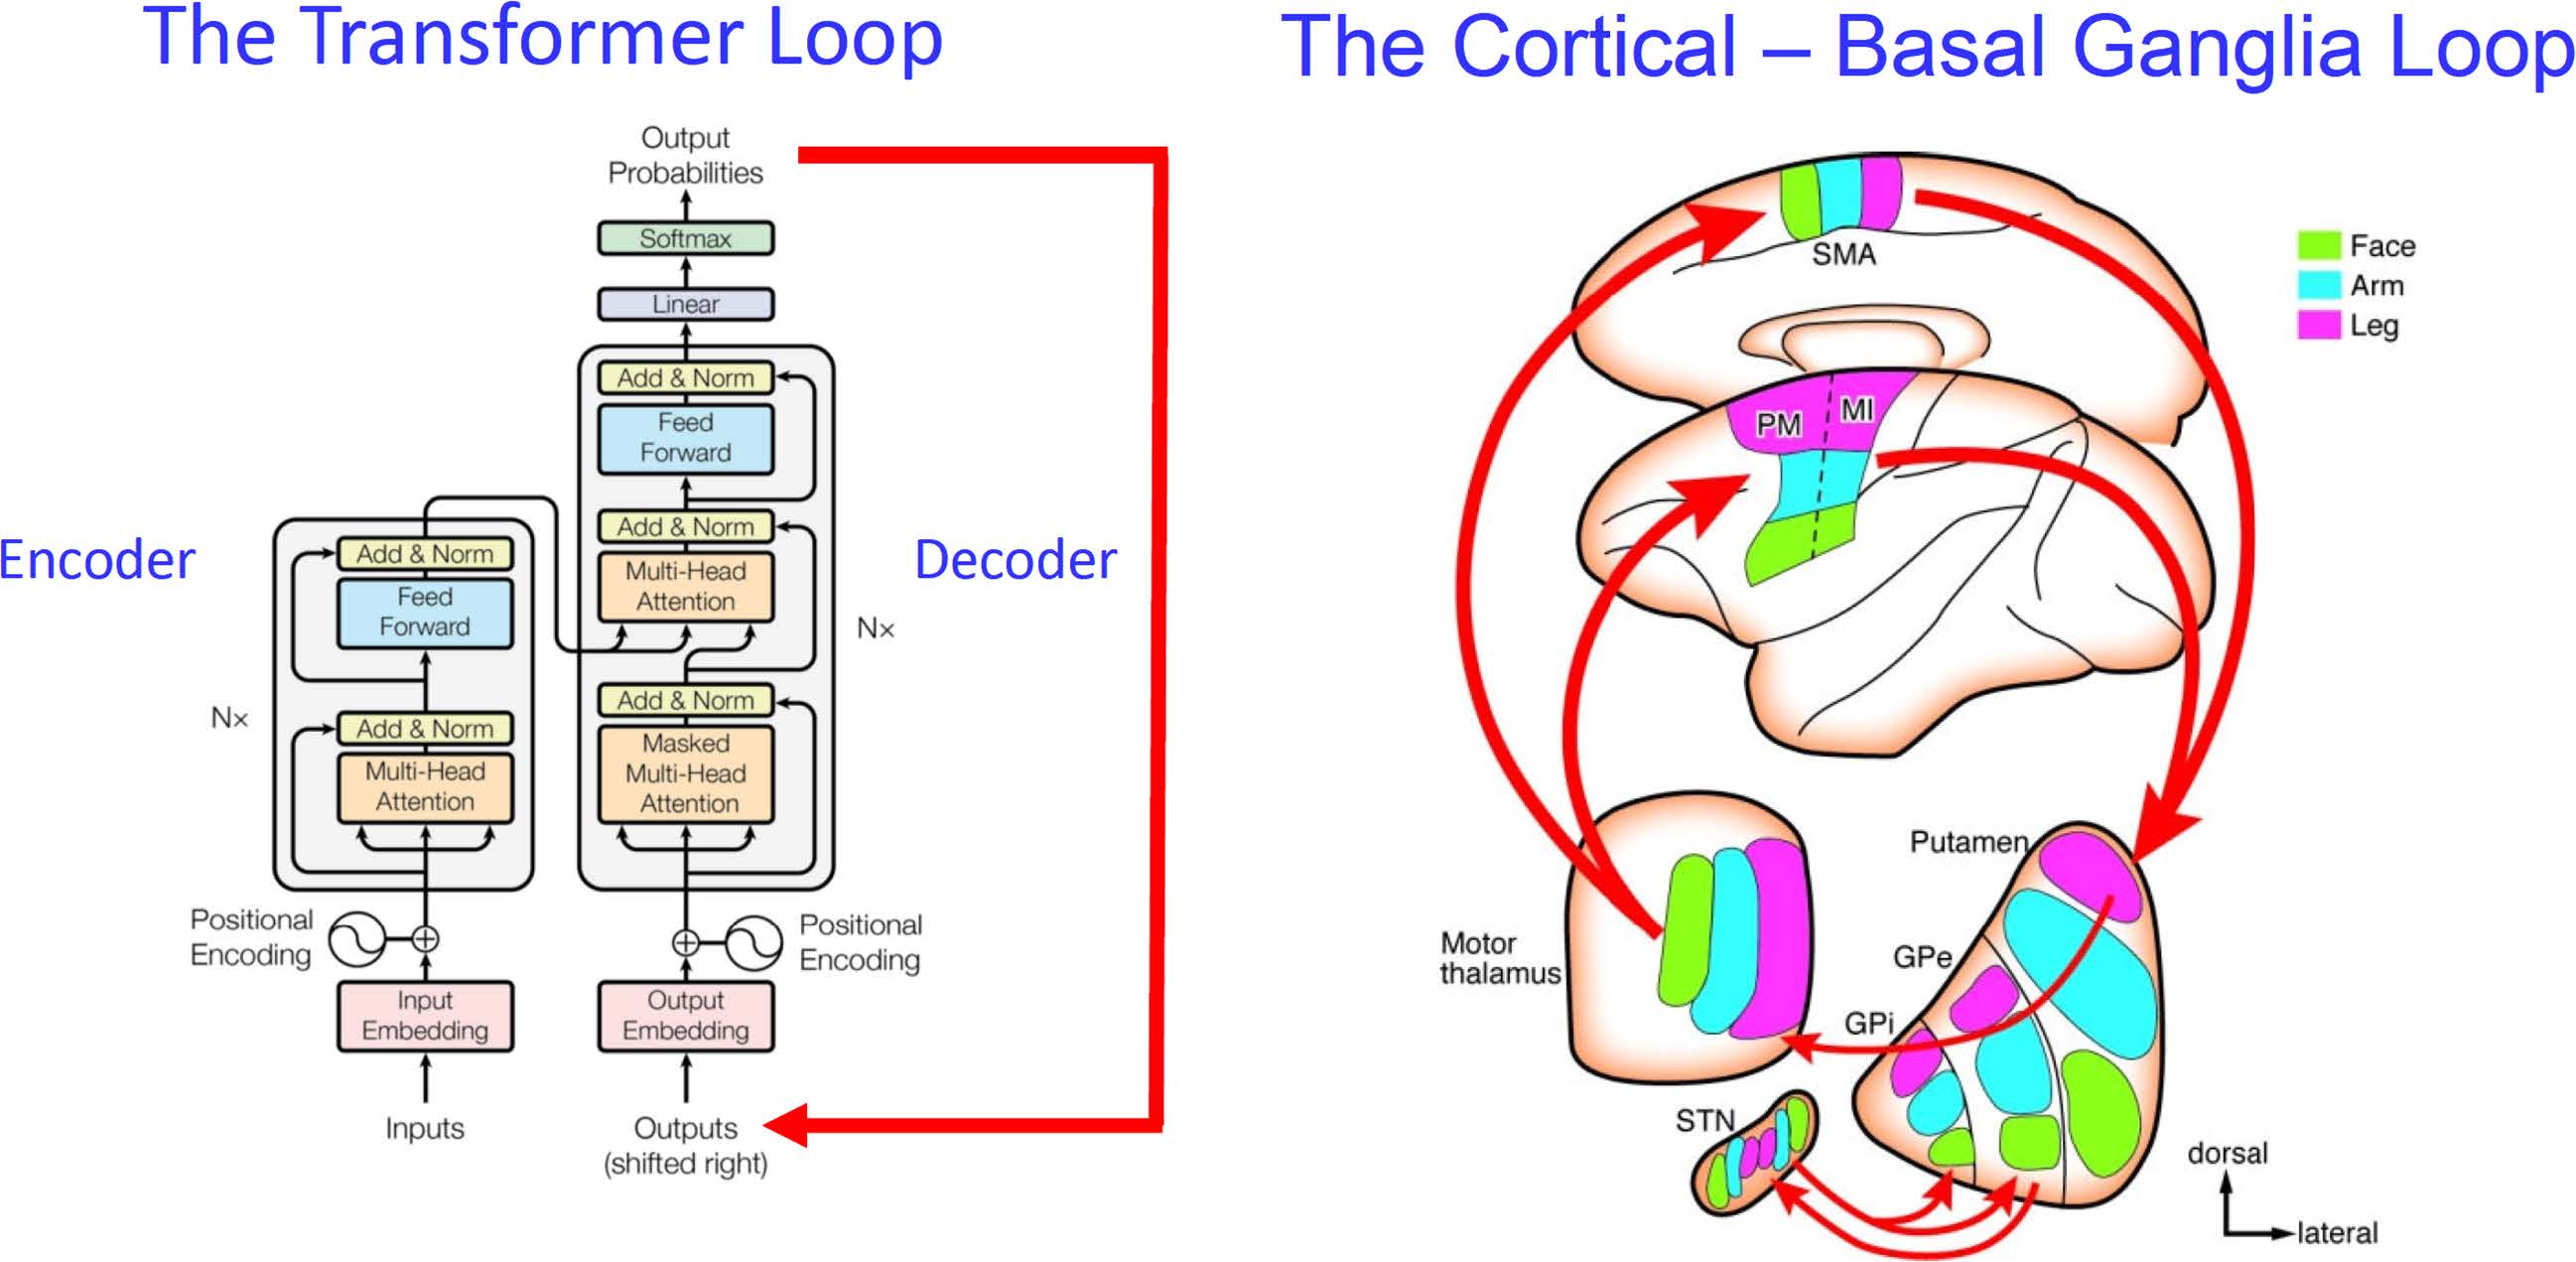 The Transformer Loop
Output
Probabilities
Softmax
Linear
Add & Norm
Feed
Forward
Add & Norm
Multi-Head
Attention
Add & Norm
Masked
Multi-Head
Attention
Nx
Decoder
Encoder
Add & Norm
Feed
Forward
Nx
Add & Norm
Multi-Head
Attention
Positional
Encoding
Positional
Encoding
Input
Embedding
Output
Embedding
Inputs
Outputs
(shifted right)
The Cortical – Basal Ganglia Loop
SMA
Face
Arm
Leg
PM
MI
Putamen
Motor
thalamus
GPe
GPi
STN
dorsal
lateral